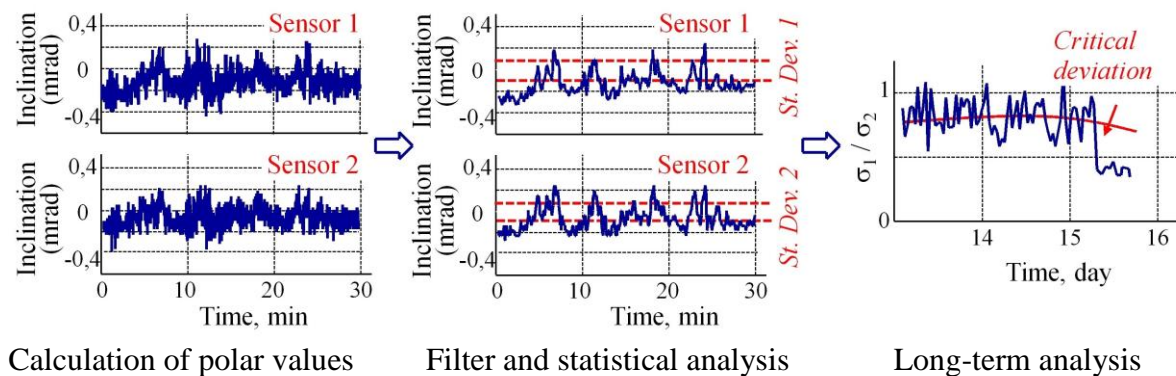 Sensor 1
Inclination
(mrad)
0,4
0
-0,4
Sensor 2
Inclination
(mrad)
0,4
0
-0,4
0
10
20
30
Time, min
Calculation of polar values
Sensor 1
Inclination
(mrad)
0,4
0
-0,4
St. Dev. 1
Sensor 2
Inclination
(mrad)
0,4
0
-0,4
St. Dev. 2
0
10
20
30
Time, min
Filter and statistical analysis
Critical
deviation
σ1 / σ2
1
0
14
15
16
Time, day
Long-term analysis